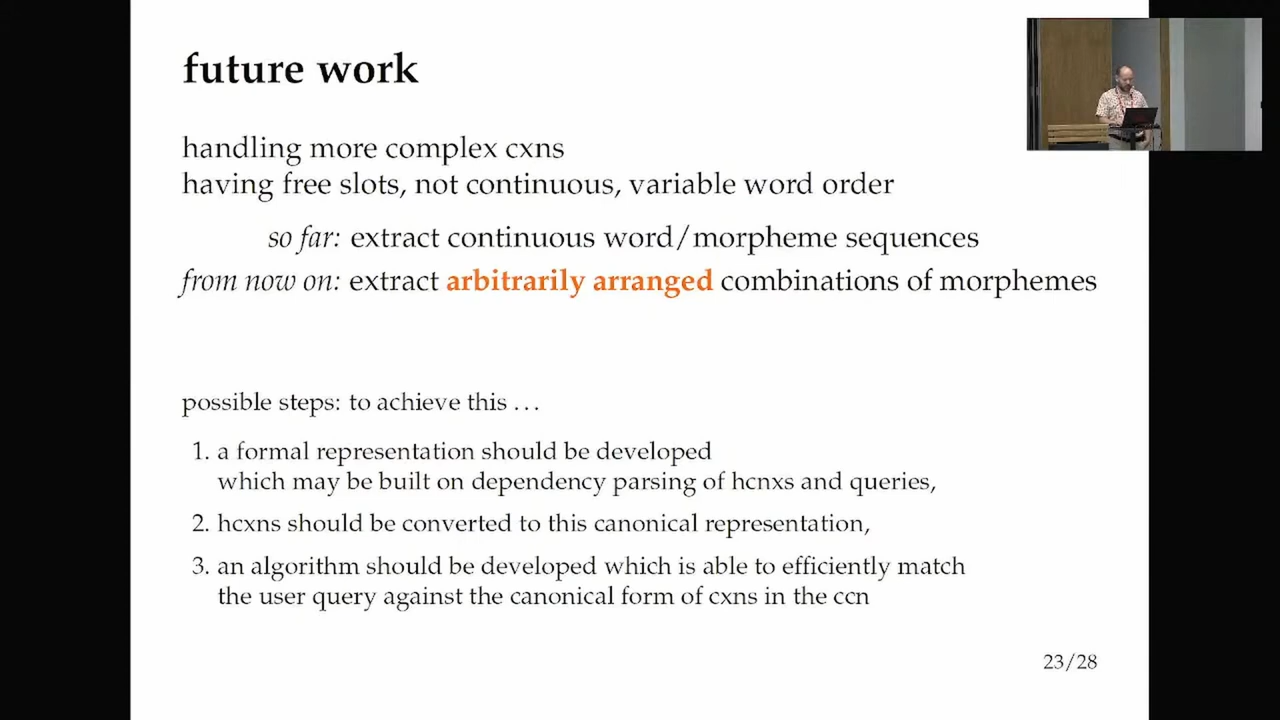 future work
handling more complex cxns
having free slots, not continuous, variable word order
so far: extract continuous word/morpheme sequences
from now on: extract arbitrarily arranged combinations of morphemes
possible steps: to achieve this …
1. a formal representation should be developed
which may be built on dependency parsing of hcnxs and queries,
2. hcxns should be converted to this canonical representation,
3. an algorithm should be developed which is able to efficiently match
the user query against the canonical form of cxns in the ccn
23/28